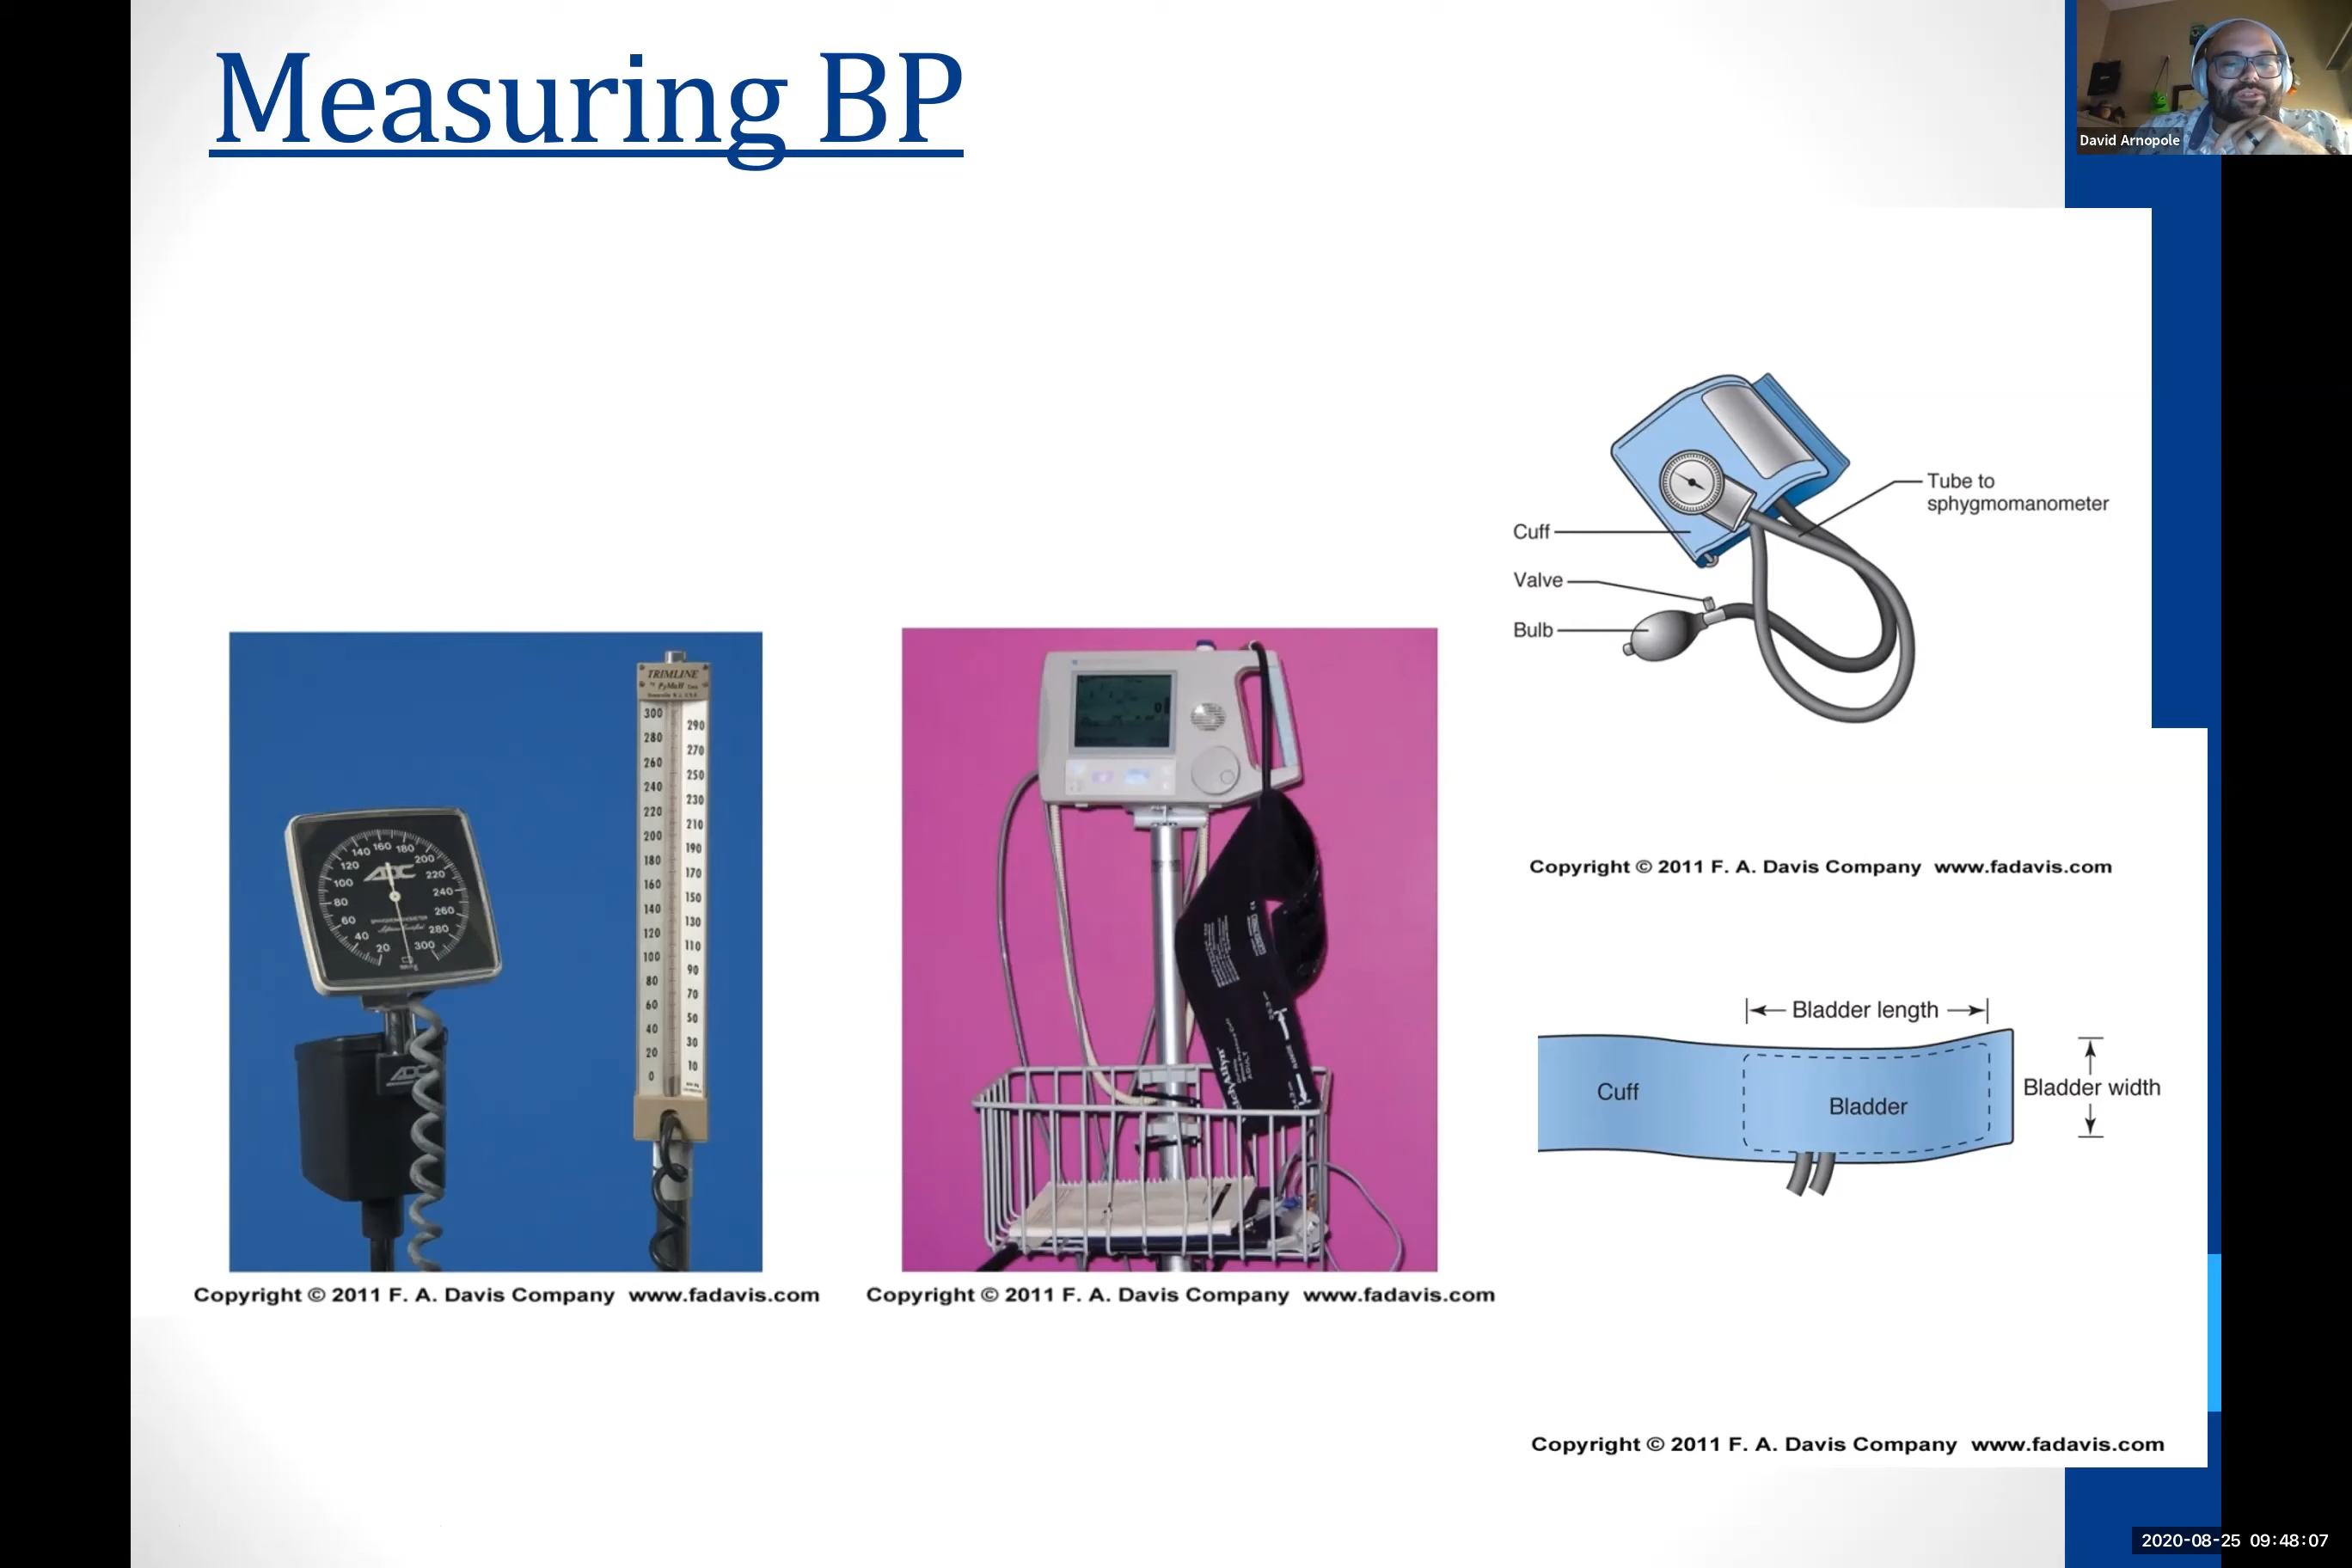 Measuring BP
David Arnopole
Tube to
sphygmomanometer
Cuff
Valve
Bulb
Copyright © 2011 F. A. Davis Company www.fadavis.com
TRIMLINE
PyMaH
300
290
280
270
260
250
240
230
220
210
200
190
180
170
160
150
140
130
120
110
100
90
80
70
60
50
40
30
20
10
0
ADC
SPHYGMOMANOMETER
20
40
60
80
100
120
140
160
180
200
220
240
260
280
300
ADC
Copyright © 2011 F. A. Davis Company www.fadavis.com
0
RANGE
Copyright © 2011 F. A. Davis Company www.fadavis.com
Bladder length
Cuff
Bladder
Bladder width
Copyright © 2011 F. A. Davis Company www.fadavis.com
2020-08-25 09:48:07